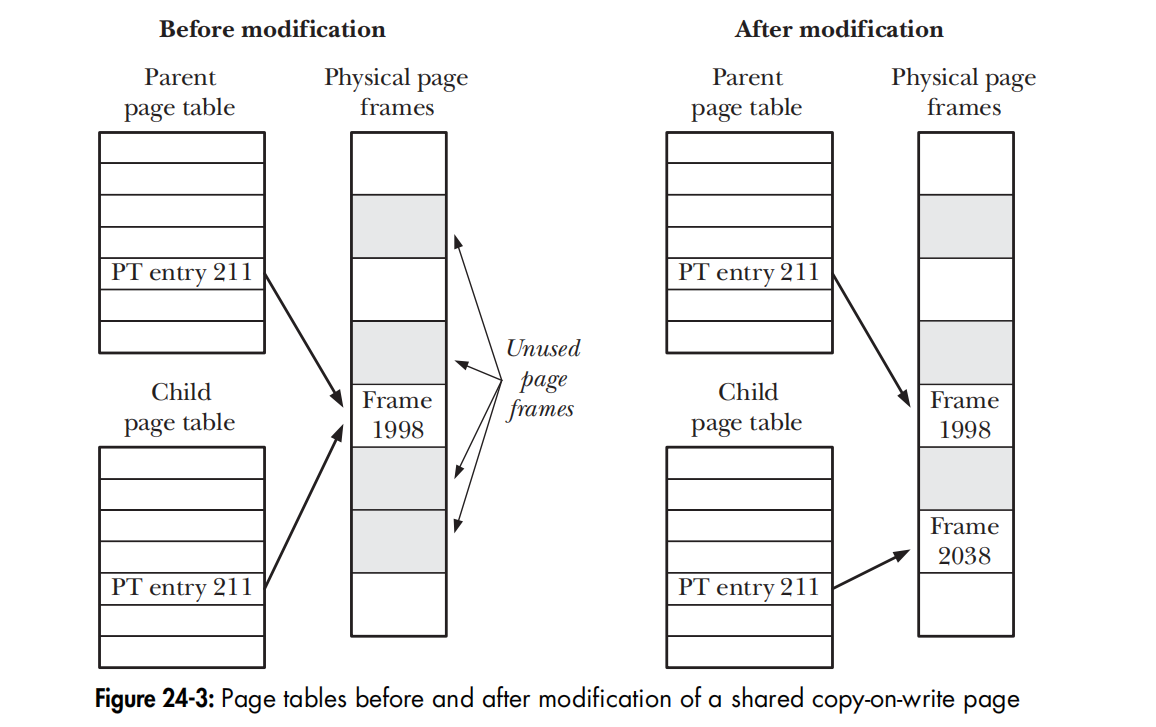 Before modification
Parent
page table
Physical page
frames
PT entry 211
Child
page table
PT entry 211
Frame
1998
Unused
page
frames
After modification
Parent
page table
Physical page
frames
PT entry 211
Child
page table
PT entry 211
Frame
1998
Frame
2038
Figure 24-3: Page tables before and after modification of a shared copy-on-write page